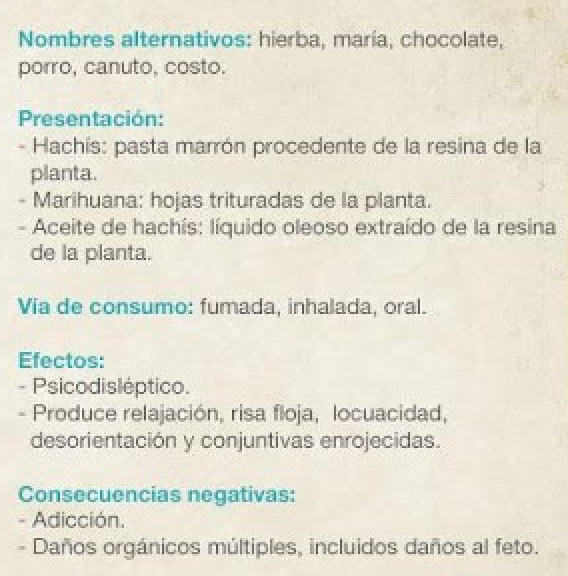 Nombres alternativos: hierba, maría, chocolate,
porro, canuto, costo.
Presentación:
- Hachís: pasta marrón procedente de la resina de la
planta.
- Marihuana: hojas trituradas de la planta.
- Aceite de hachís: líquido oleoso extraído de la resina
de la planta.
Vía de consumo: fumada, inhalada, oral.
Efectos:
- Psicodisléptico.
- Produce relajación, risa floja, locuacidad,
desorientación y conjuntivas enrojecidas.
Consecuencias negativas:
- Adicción.
- Daños orgánicos múltiples, incluidos daños al feto.